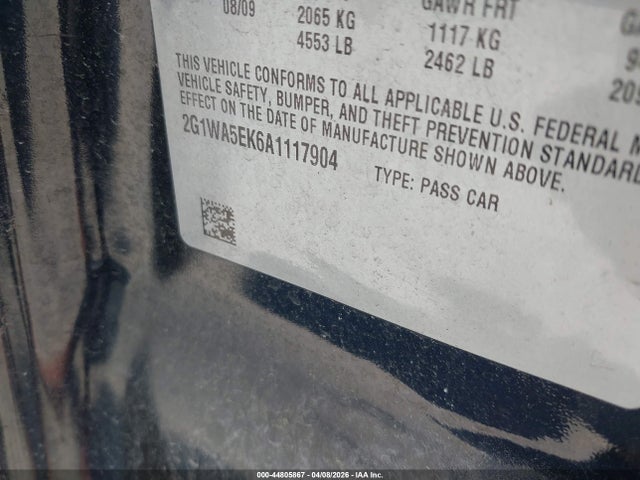 08/09 2065 KG GAWR FRT
4553 LB 1117 KG
2462 LB
THIS VEHICLE CONFORMS TO ALL APPLICABLE U.S. FEDERAL
VEHICLE SAFETY, BUMPER, AND THEFT PREVENTION STANDARD
EFFECT ON THE DATE OF MANUFACTURE SHOWN ABOVE.
2G1WA5EK6A1117904 TYPE: PASS CAR
000-44805867 - 04/08/2026 - IAA Inc.